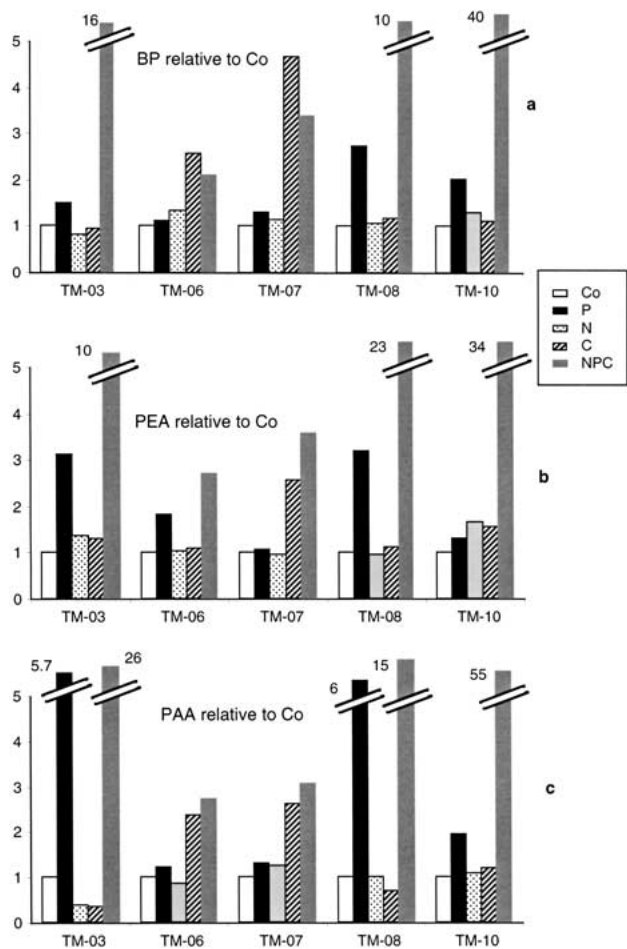 16
10
40
5
BP relative to Co
4
a
3
2
1
0
TM-03 TM-06 TM-07 TM-08 TM-10
Co
P
N
C
NPC
10
23
34
5
4
PEA relative to Co
3
b
2
1
0
TM-03 TM-06 TM-07 TM-08 TM-10
5.7
26
6
15
55
5
PAA relative to Co
4
3
c
2
1
0
TM-03 TM-06 TM-07 TM-08 TM-10